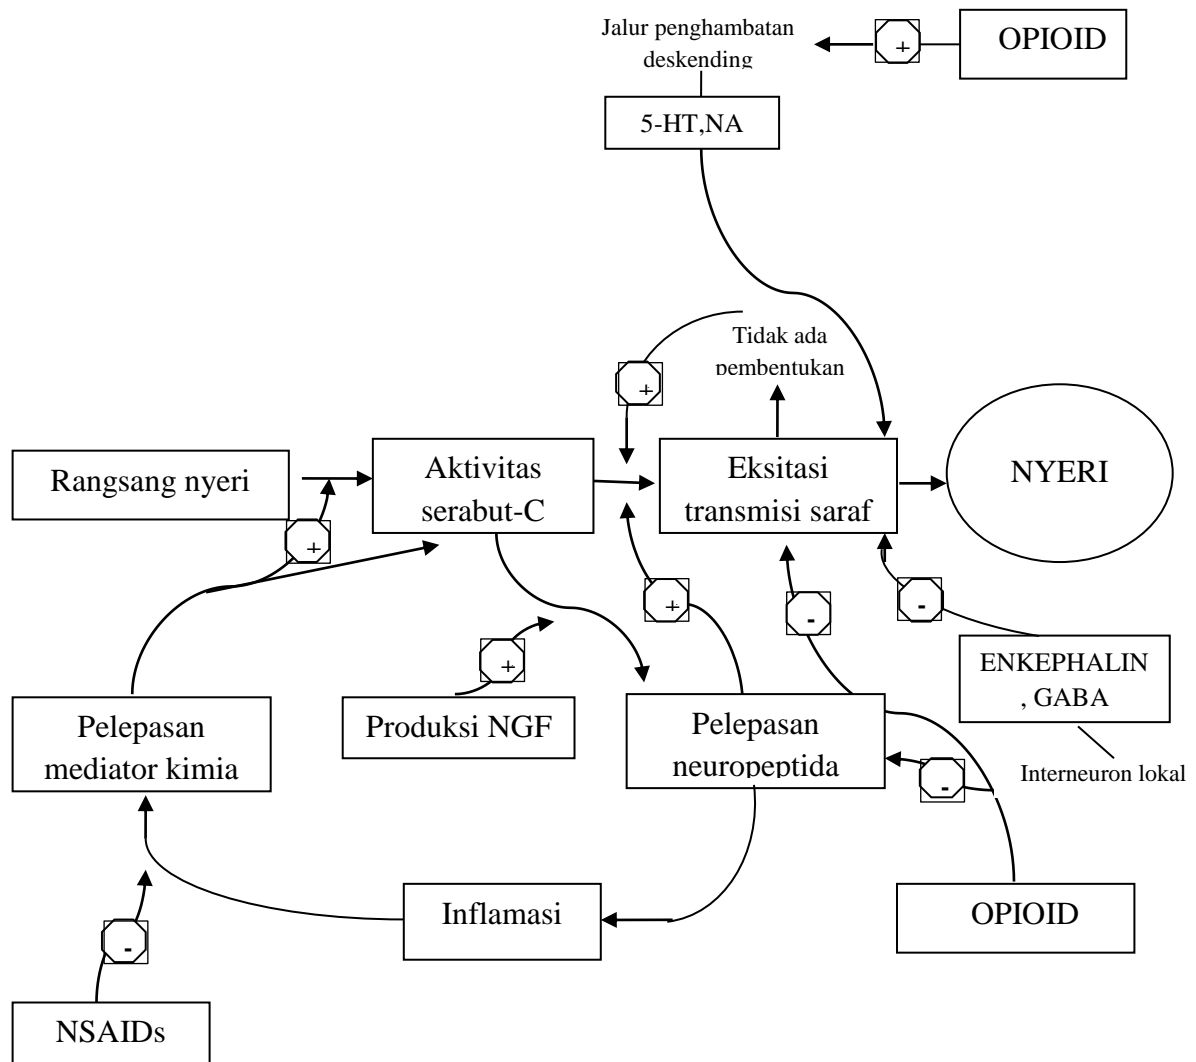 Jalur penghambatan
deskending
+
OPIOID
5-HT,NA
Tidak ada
pembentukan
+
Rangsang nyeri
Aktivitas
serabut-C
Eksitasi
transmisi saraf
NYERI
+
+
-
-
+
ENKEPHALIN
, GABA
Produksi NGF
Pelepasan
mediator kimia
Pelepasan
neuropeptida
Interneuron lokal
-
Inflamasi
OPIOID
-
NSAIDs